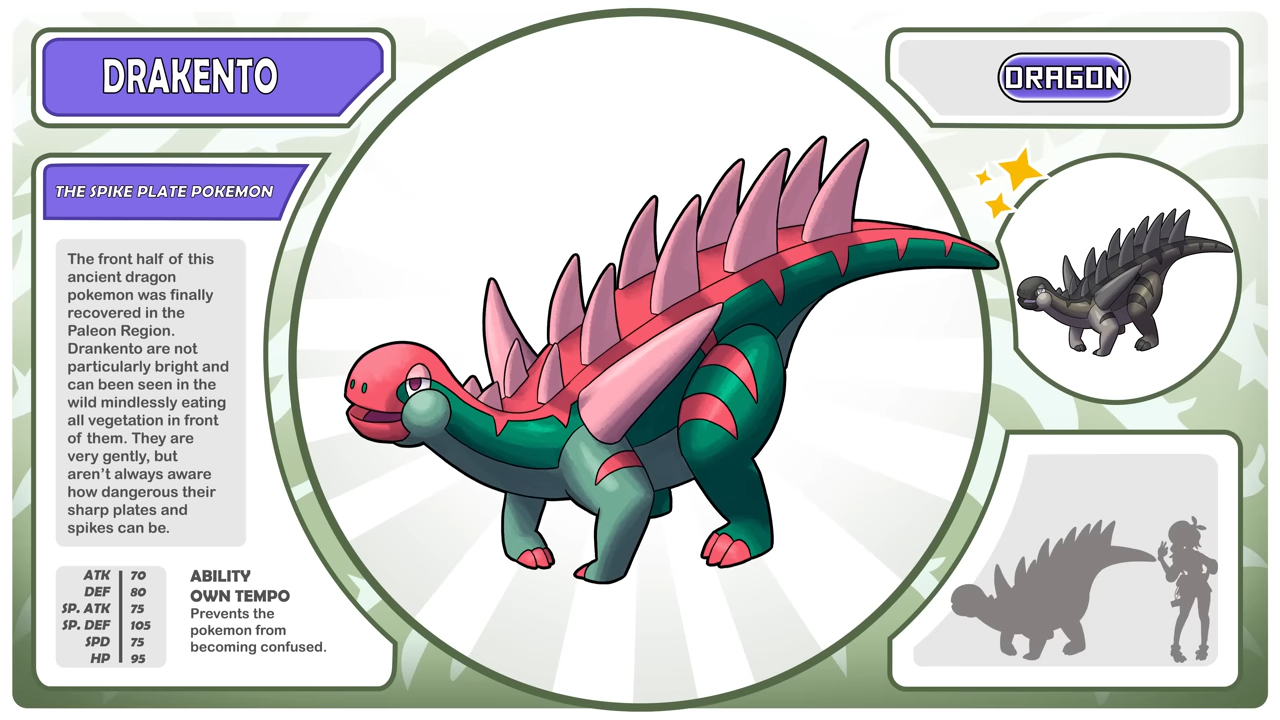 DRAKENTO
DRAGON
THE SPIKE PLATE POKEMON
The front half of this
ancient dragon
pokemon was finally
recovered in the
Paleon Region.
Drankento are not
particularly bright and
can been seen in the
wild mindlessly eating
all vegetation in front
of them. They are
very gently, but
aren't always aware
how dangerous their
sharp plates and
spikes can be.
ATK 70
DEF 80
SP. ATK 75
SP. DEF 105
SPD 75
HP 95
ABILITY
OWN TEMPO
Prevents the
pokemon from
becoming confused.